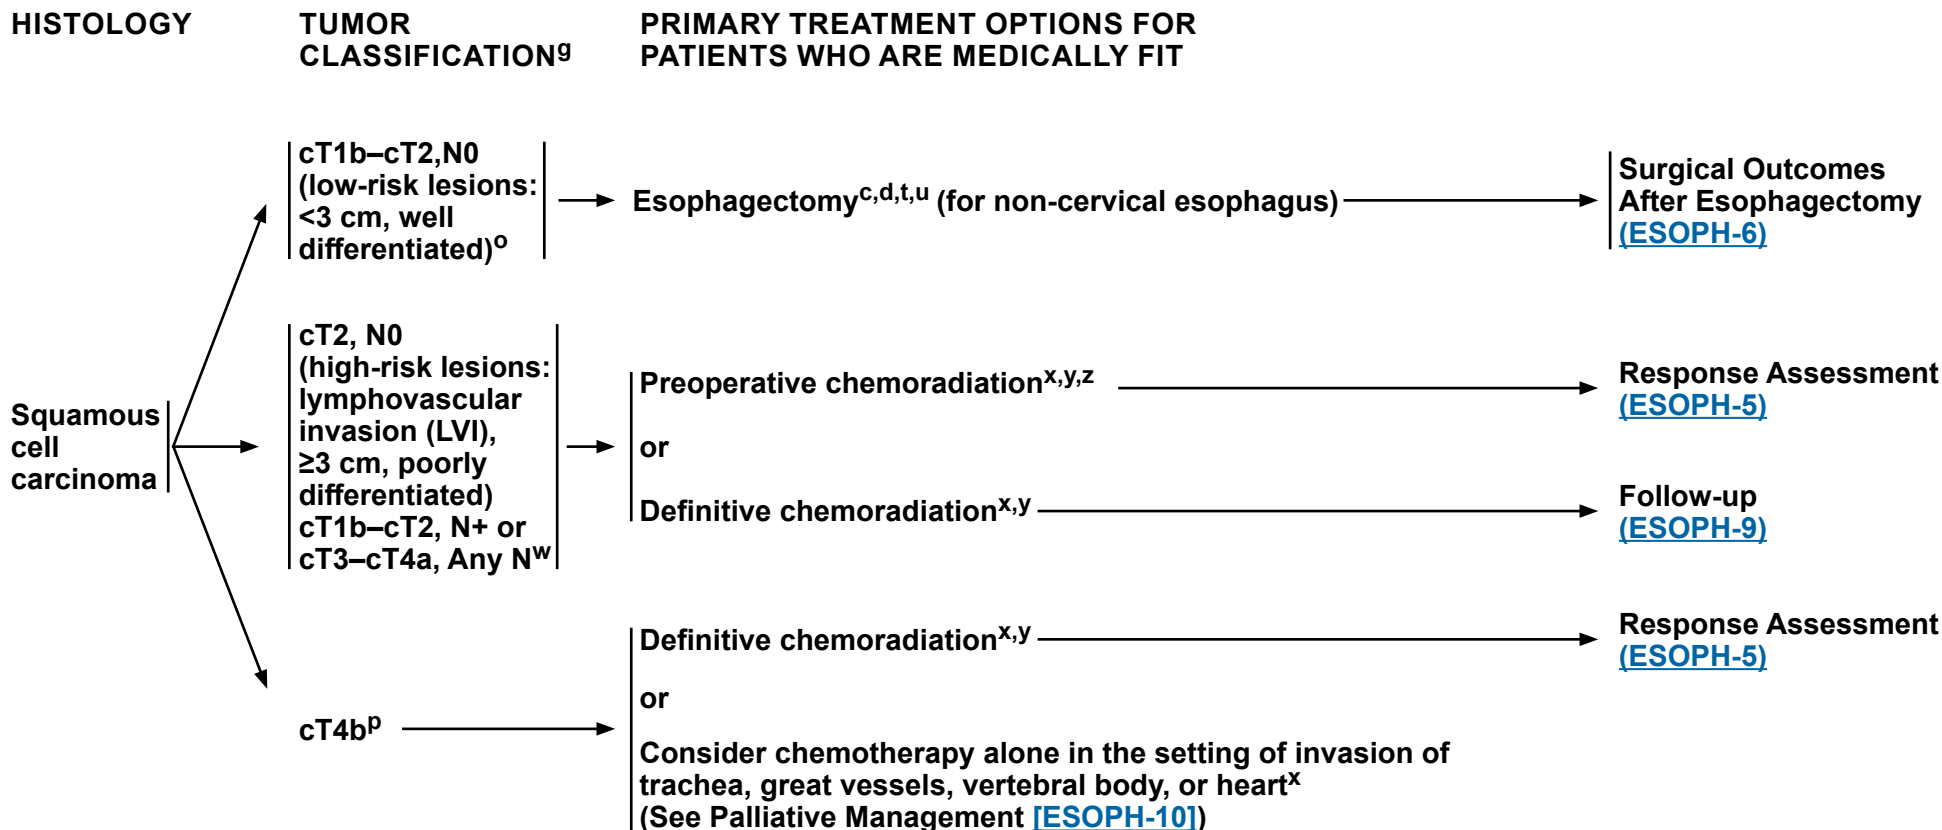 HISTOLOGY
TUMOR
CLASSIFICATIONg
PRIMARY TREATMENT OPTIONS FOR
PATIENTS WHO ARE MEDICALLY FIT
Squamous
cell
carcinoma
cT1b–cT2,N0
(low-risk lesions:
<3 cm, well
differentiated)o
Esophagectomyc,d,t,u (for non-cervical esophagus)
Surgical Outcomes
After Esophagectomy
(ESOPH-6)
cT2, N0
(high-risk lesions:
lymphovascular
invasion (LVI),
≥3 cm, poorly
differentiated)
cT1b–cT2, N+ or
cT3–cT4a, Any Nw
Preoperative chemoradiationx,y,z
Response Assessment
(ESOPH-5)
or
Definitive chemoradiationx,y
Follow-up
(ESOPH-9)
cT4bp
Definitive chemoradiationx,y
Response Assessment
(ESOPH-5)
or
Consider chemotherapy alone in the setting of invasion of
trachea, great vessels, vertebral body, or heartx
(See Palliative Management [ESOPH-10])